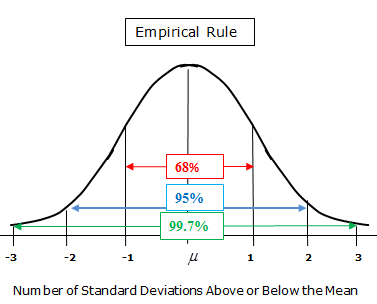 Empirical Rule
68%
95%
99.7%
-3 -2 -1 μ 1 2 3
Number of Standard Deviations Above or Below the Mean